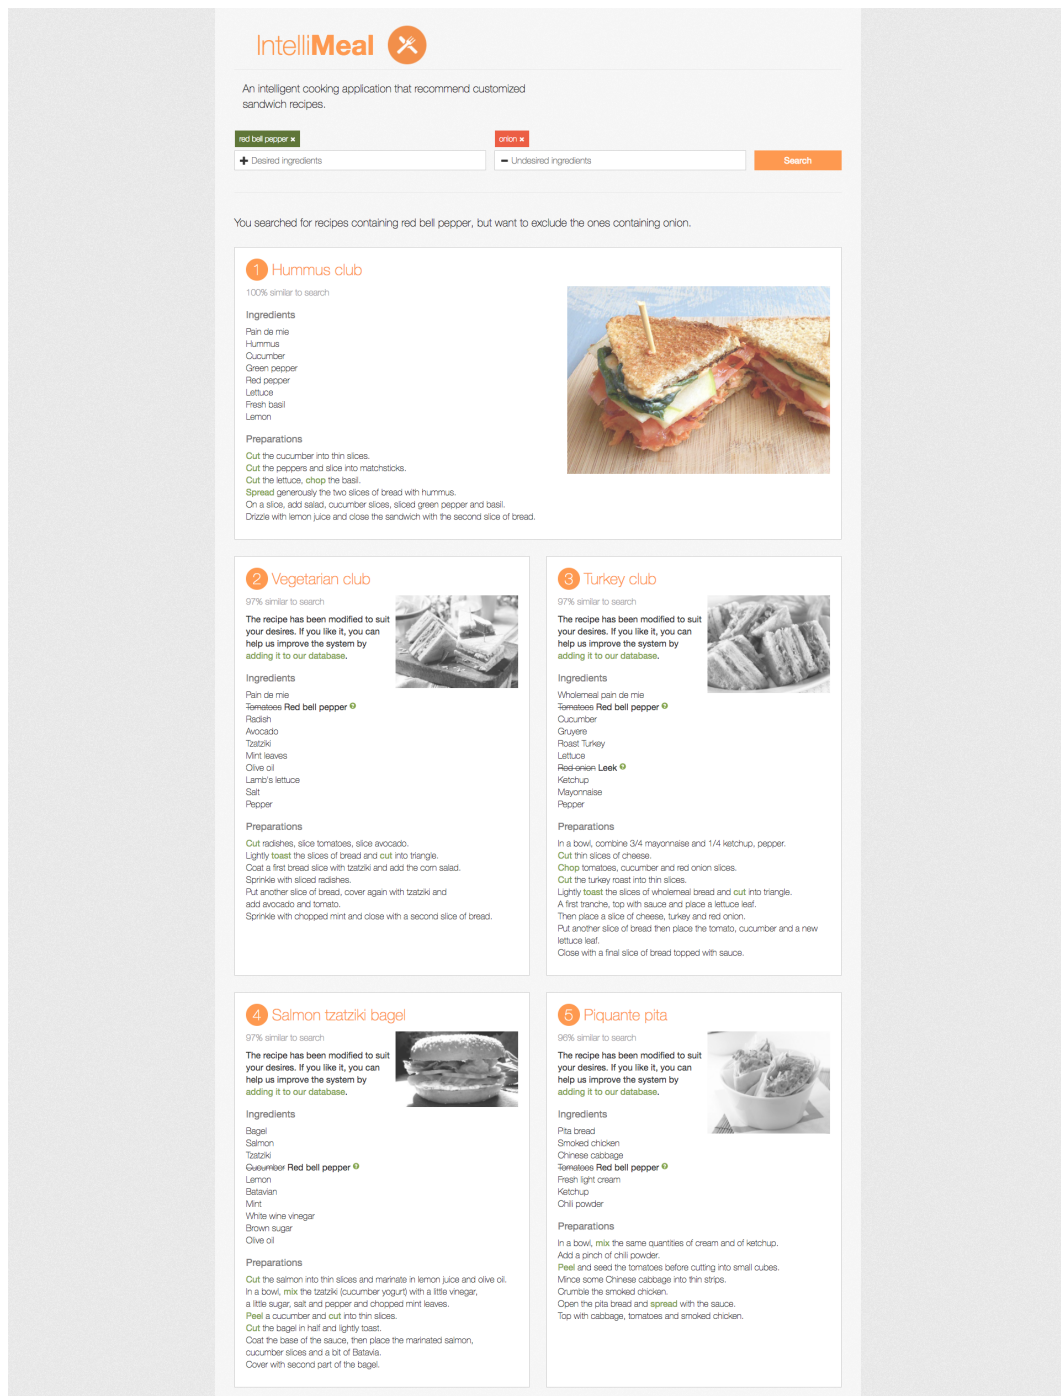 IntelliMeal
An intelligent cooking application that recommend customized
sandwich recipes.
red bell pepper ×
onion ×
Desired ingredients
Undesired ingredients
Search
You searched for recipes containing red bell pepper, but want to exclude the ones containing onion.
1 Hummus club
100% similar to search
Ingredients
Pain de mie
Hummus
Cucumber
Green pepper
Red pepper
Lettuce
Fresh basil
Lemon
Preparations
Cut the cucumber into thin slices.
Cut the peppers and slice into matchsticks.
Cut the lettuce, chop the basil.
Spread generously the two slices of bread with hummus.
On a slice, add salad, cucumber slices, sliced green pepper and basil.
Drizzle with lemon juice and close the sandwich with the second slice of bread.
2 Vegetarian club
97% similar to search
The recipe has been modified to suit
your desires. If you like it, you can
help us improve the system by
adding it to our database.
Ingredients
Pain de mie
Tomatoes Red bell pepper ?
Radish
Avocado
Tzatziki
Mint leaves
Olive oil
Lamb's lettuce
Salt
Pepper
Preparations
Cut radishes, slice tomatoes, slice avocado.
Lightly toast the slices of bread and cut into triangle.
Coat a first bread slice with tzatziki and add the corn salad.
Sprinkle with sliced radishes.
Put another slice of bread, cover again with tzatziki and
add avocado and tomato.
Sprinkle with chopped mint and close with a second slice of bread.
3 Turkey club
97% similar to search
The recipe has been modified to suit
your desires. If you like it, you can
help us improve the system by
adding it to our database.
Ingredients
Wholemeal pain de mie
Tomatoes Red bell pepper ?
Cucumber
Gruyere
Roast Turkey
Lettuce
Red onion Leek ?
Ketchup
Mayonnaise
Pepper
Preparations
In a bowl, combine 3/4 mayonnaise and 1/4 ketchup, pepper.
Cut thin slices of cheese.
Chop tomatoes, cucumber and red onion slices.
Cut the turkey roast into thin slices.
Lightly toast the slices of wholemeal bread and cut into triangle.
A first tranche, top with sauce and place a lettuce leaf.
Then place a slice of cheese, turkey and red onion.
Put another slice of bread then place the tomato, cucumber and a new
lettuce leaf.
Close with a final slice of bread topped with sauce.
4 Salmon tzatziki bagel
97% similar to search
The recipe has been modified to suit
your desires. If you like it, you can
help us improve the system by
adding it to our database.
Ingredients
Bagel
Salmon
Tzatziki
Cucumber Red bell pepper ?
Lemon
Batavian
Mint
White wine vinegar
Brown sugar
Olive oil
Preparations
Cut the salmon into thin slices and marinate in lemon juice and olive oil.
In a bowl, mix the tzatziki (cucumber yogurt) with a little vinegar,
a little sugar, salt and pepper and chopped mint leaves.
Peel a cucumber and cut into thin slices.
Cut the bagel in half and lightly toast.
Coat the base of the sauce, then place the marinated salmon,
cucumber slices and a bit of Batavia.
Cover with second part of the bagel.
5 Piquante pita
96% similar to search
The recipe has been modified to suit
your desires. If you like it, you can
help us improve the system by
adding it to our database.
Ingredients
Pita bread
Smoked chicken
Chinese cabbage
Tomatoes Red bell pepper ?
Fresh light cream
Ketchup
Chili powder
Preparations
In a bowl, mix the same quantities of cream and of ketchup.
Add a pinch of chili powder.
Peel and seed the tomatoes before cutting into small cubes.
Mince some Chinese cabbage into thin strips.
Crumble the smoked chicken.
Open the pita bread and spread with the sauce.
Top with cabbage, tomatoes and smoked chicken.